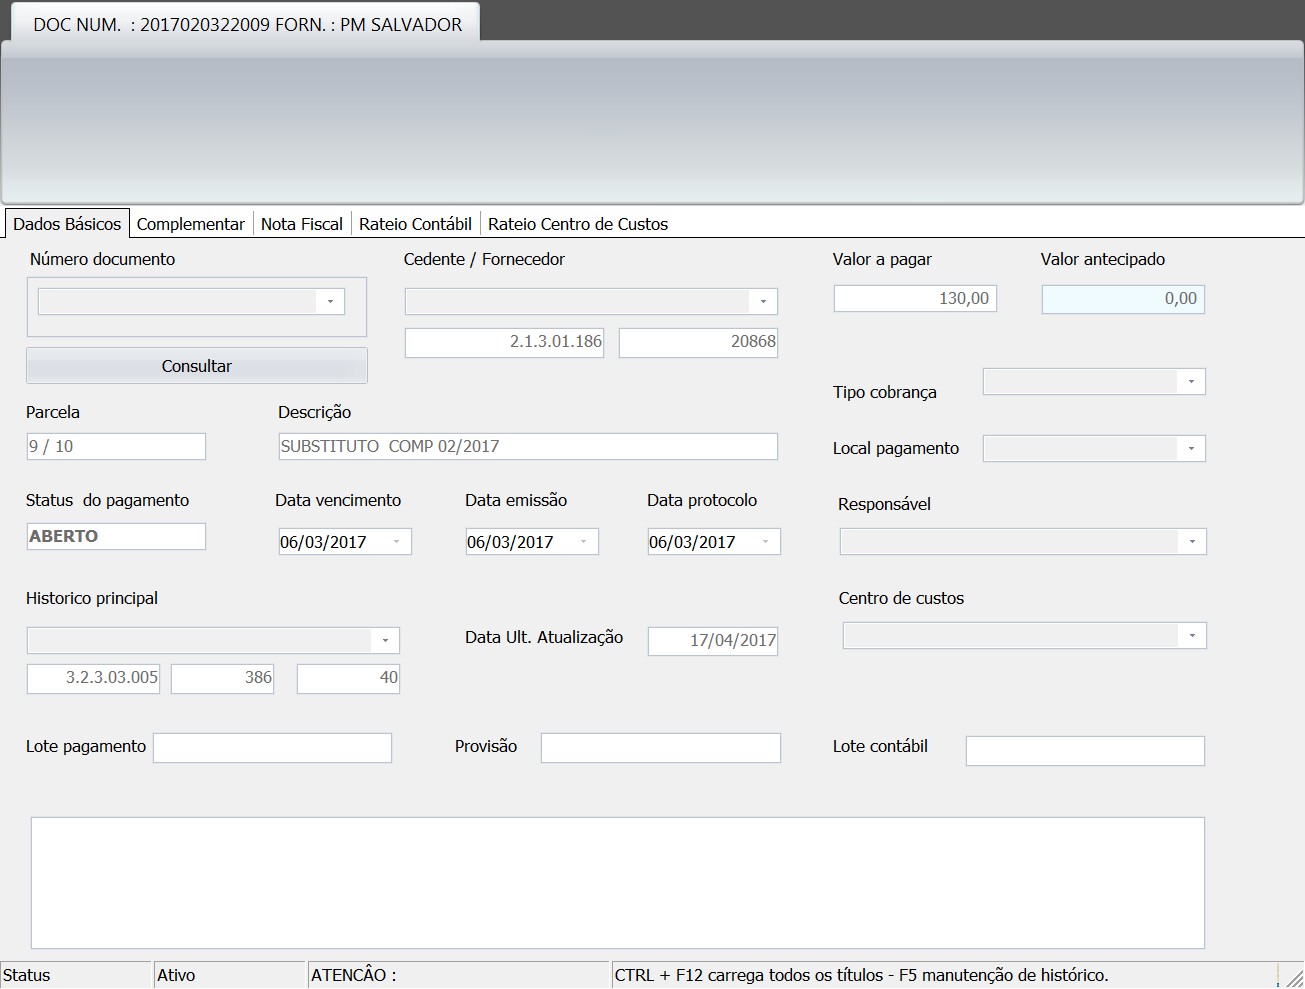 DOC NUM.  : 2017020322009 FORN. : PM SALVADOR
Dados Básicos Complementar Nota Fiscal Rateio Contábil Rateio Centro de Custos
Número documento Cedente / Fornecedor Valor a pagar Valor antecipado
130,00 0,00
2.1.3.01.186 20868
Consultar
Tipo cobrança
Parcela Descrição
9 / 10 SUBSTITUTO  COMP 02/2017
Local pagamento
Status  do pagamento Data vencimento Data emissão Data protocolo Responsável
ABERTO 06/03/2017 06/03/2017 06/03/2017
Historico principal Centro de custos
Data Ult. Atualização 17/04/2017
3.2.3.03.005 386 40
Lote pagamento Provisão Lote contábil
Status Ativo ATENCÂO : CTRL + F12 carrega todos os títulos - F5 manutenção de histórico.